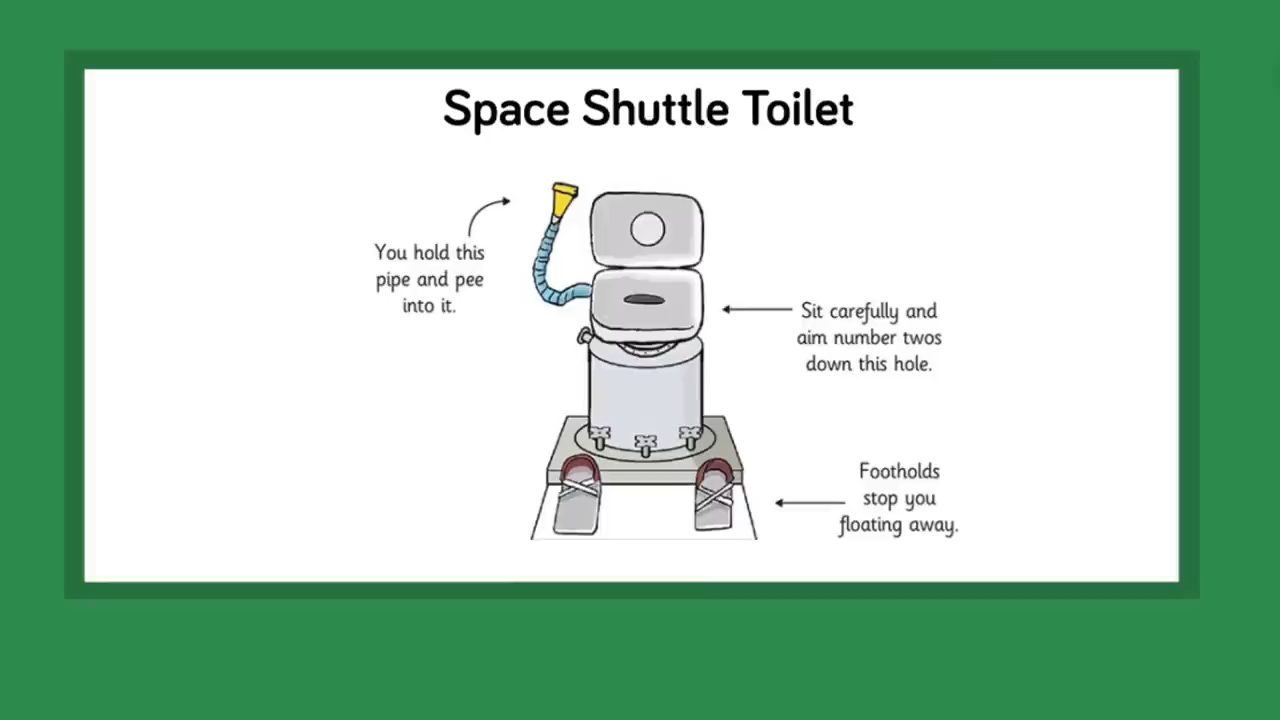 Space Shuttle Toilet
You hold this
pipe and pee
into it.
Sit carefully and
aim number twos
down this hole.
Footholds
stop you
floating away.